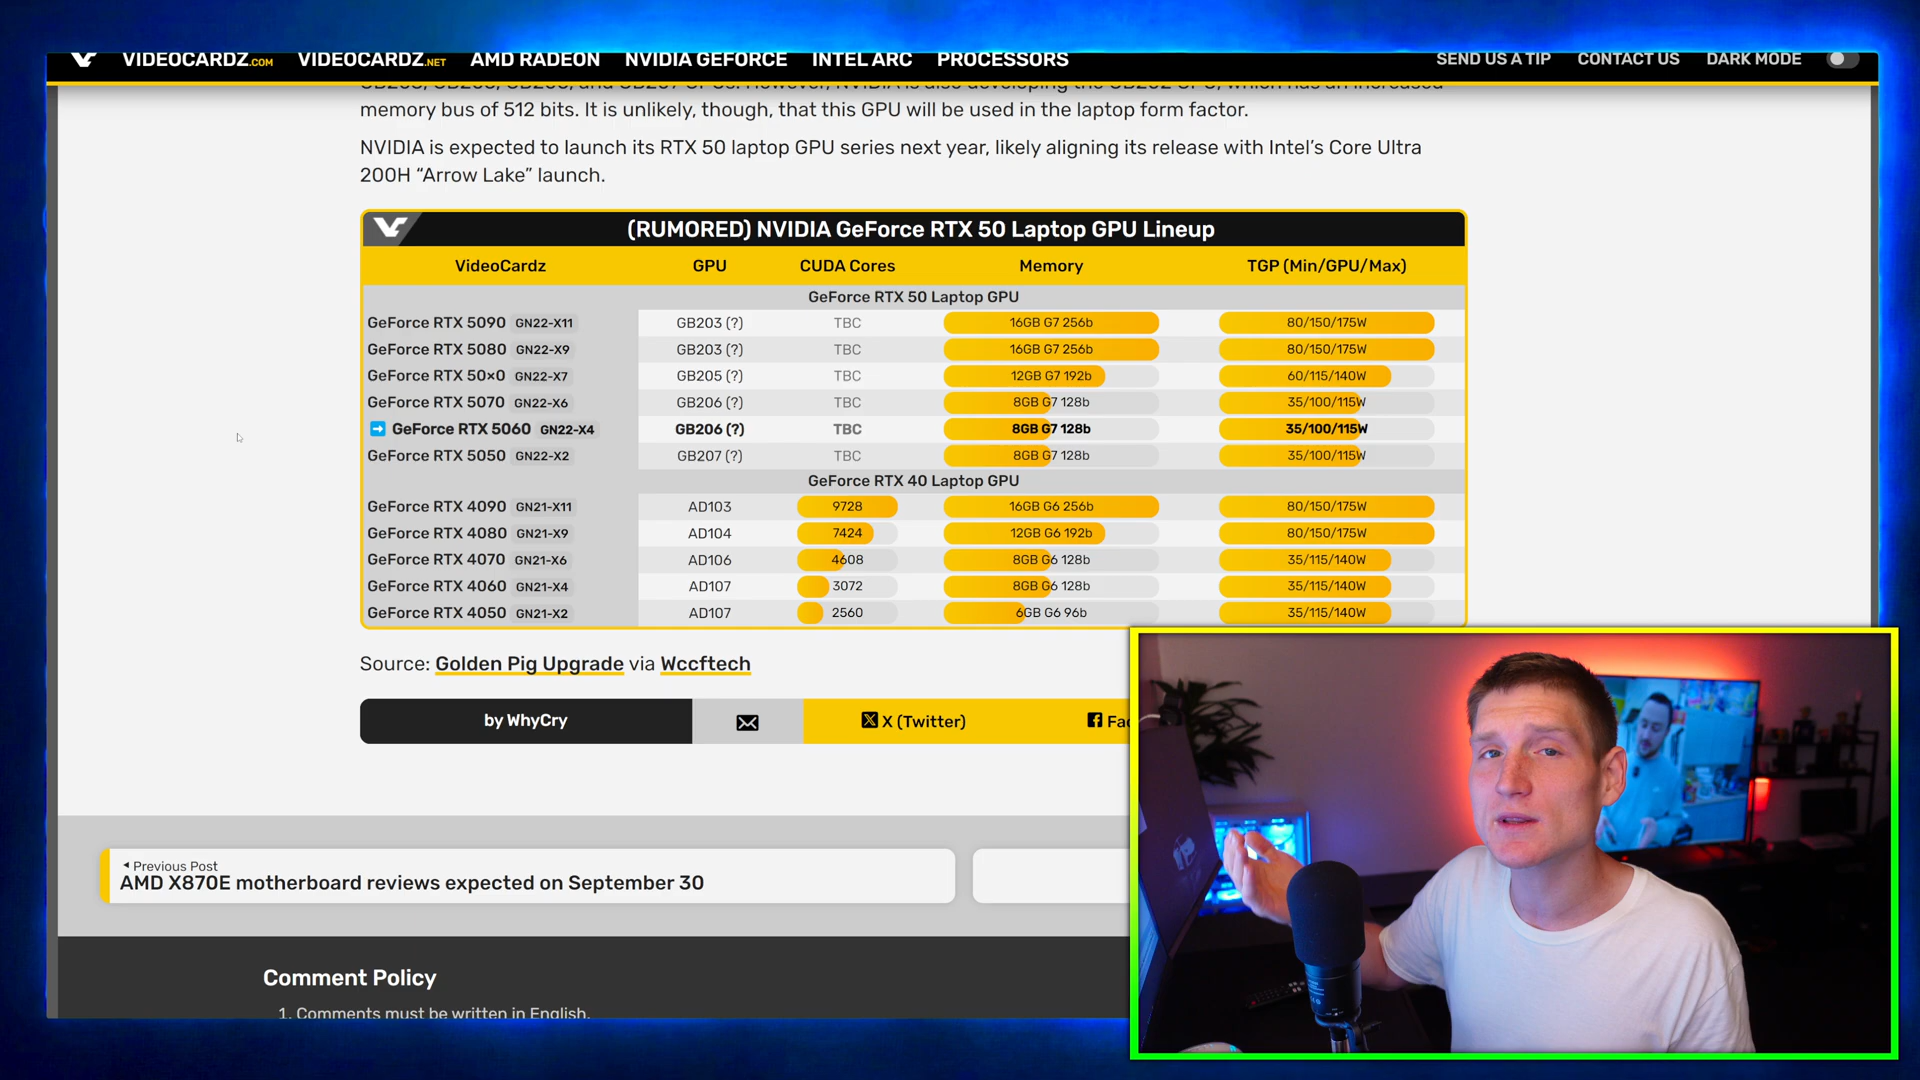 VIDEOCARDZ.COM VIDEOCARDZ.NET AMD RADEON NVIDIA GEFORCE INTEL ARC PROCESSORS SEND US A TIP CONTACT US DARK MODE
memory bus of 512 bits. It is unlikely, though, that this GPU will be used in the laptop form factor.
NVIDIA is expected to launch its RTX 50 laptop GPU series next year, likely aligning its release with Intel's Core Ultra
200H “Arrow Lake” launch.
(RUMORED) NVIDIA GeForce RTX 50 Laptop GPU Lineup
VideoCardz GPU CUDA Cores Memory TGP (Min/GPU/Max)
GeForce RTX 50 Laptop GPU
GeForce RTX 5090 GN22-X11 GB203 (?) TBC 16GB G7 256b 80/150/175W
GeForce RTX 5080 GN22-X9 GB203 (?) TBC 16GB G7 256b 80/150/175W
GeForce RTX 50×0 GN22-X7 GB205 (?) TBC 12GB G7 192b 60/115/140W
GeForce RTX 5070 GN22-X6 GB206 (?) TBC 8GB G7 128b 35/100/115W
GeForce RTX 5060 GN22-X4 GB206 (?) TBC 8GB G7 128b 35/100/115W
GeForce RTX 5050 GN22-X2 GB207 (?) TBC 8GB G7 128b 35/100/115W
GeForce RTX 40 Laptop GPU
GeForce RTX 4090 GN21-X11 AD103 9728 16GB G6 256b 80/150/175W
GeForce RTX 4080 GN21-X9 AD104 7424 12GB G6 192b 80/150/175W
GeForce RTX 4070 GN21-X6 AD106 4608 8GB G6 128b 35/115/140W
GeForce RTX 4060 GN21-X4 AD107 3072 8GB G6 128b 35/115/140W
GeForce RTX 4050 GN21-X2 AD107 2560 6GB G6 96b 35/115/140W
Source: Golden Pig Upgrade via Wccftech
by WhyCry X (Twitter) Fac
Previous Post
AMD X870E motherboard reviews expected on September 30
Comment Policy
1. Comments must be written in English.